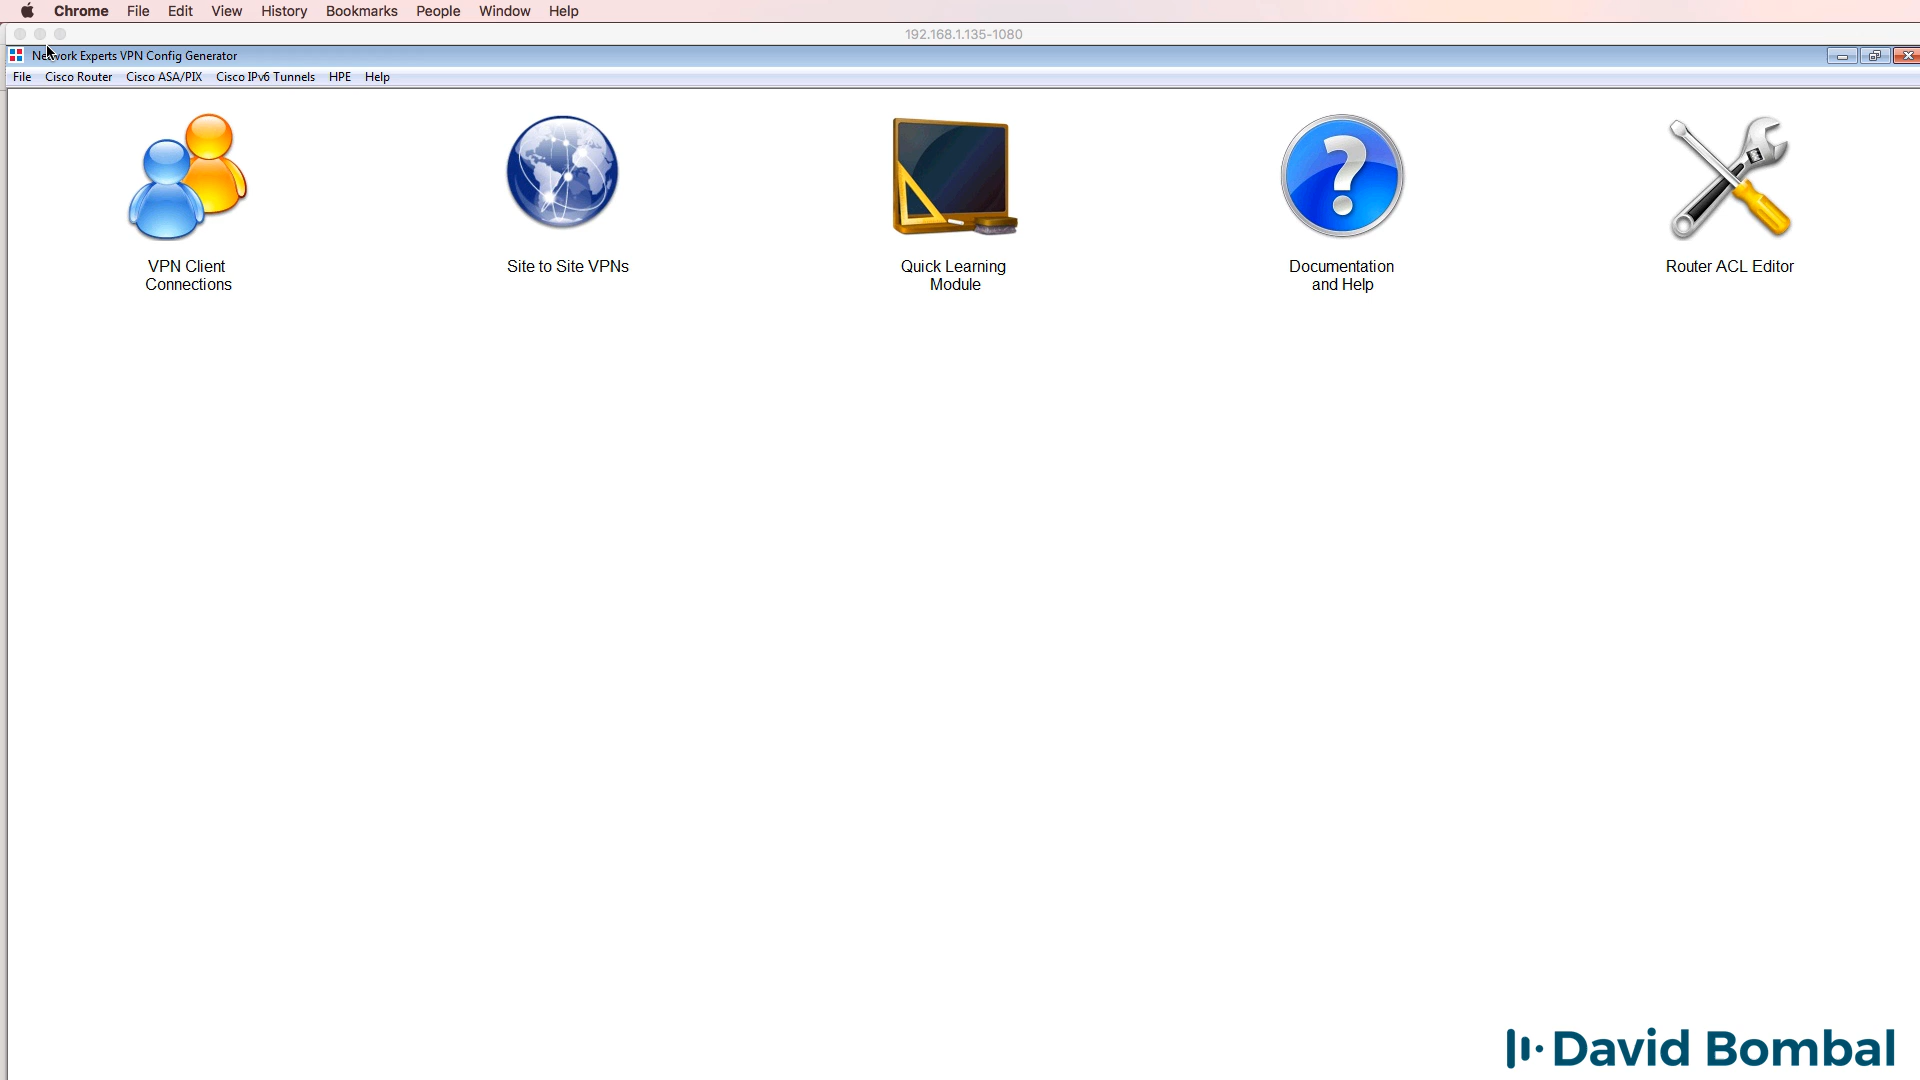 Chrome File Edit View History Bookmarks People Window Help
192.168.1.135-1080
Network Experts VPN Config Generator
File Cisco Router Cisco ASA/PIX Cisco IPv6 Tunnels HPE Help
VPN Client
Connections
Site to Site VPNs
Quick Learning
Module
Documentation
and Help
Router ACL Editor
David Bombal